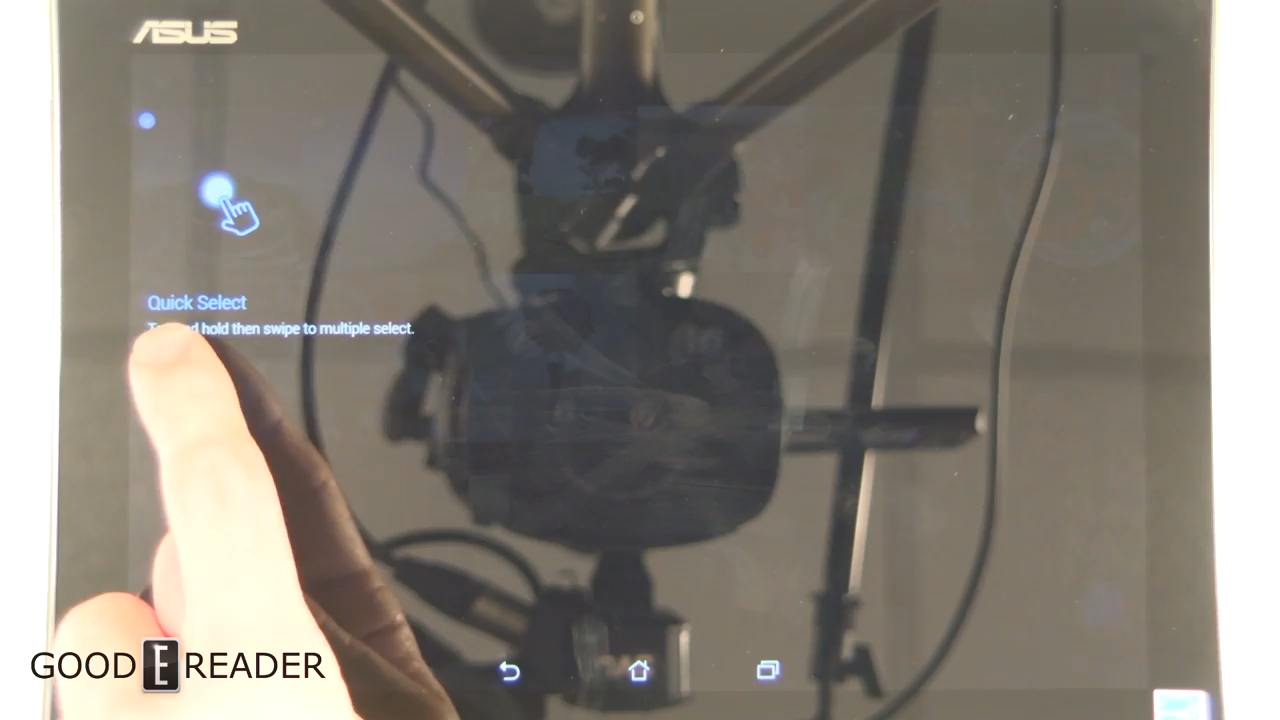 ASUS
Quick Select
hold then swipe to multiple select.
GOOD E READER